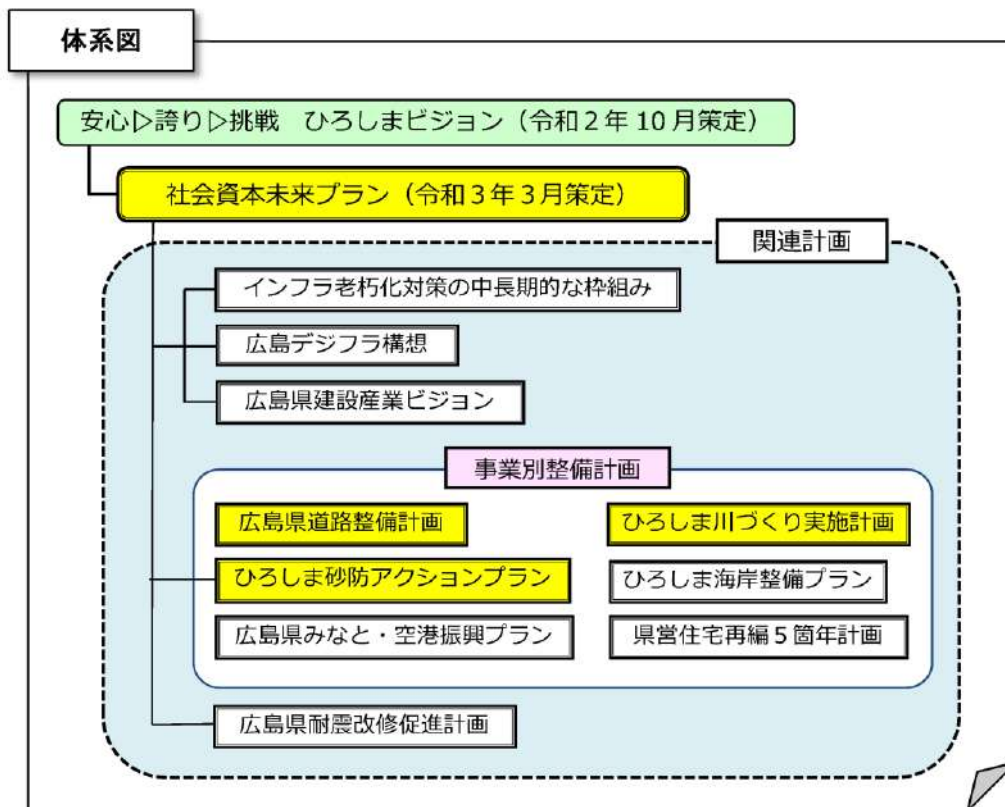 体系図
安心▷誇り▷挑戦　ひろしまビジョン（令和２年 10 月策定）
社会資本未来プラン（令和３年３月策定）
関連計画
インフラ老朽化対策の中長期的な枠組み
広島デジフラ構想
広島県建設産業ビジョン
事業別整備計画
広島県道路整備計画
ひろしま川づくり実施計画
ひろしま砂防アクションプラン
ひろしま海岸整備プラン
広島県みなと・空港振興プラン
県営住宅再編５箇年計画
広島県耐震改修促進計画